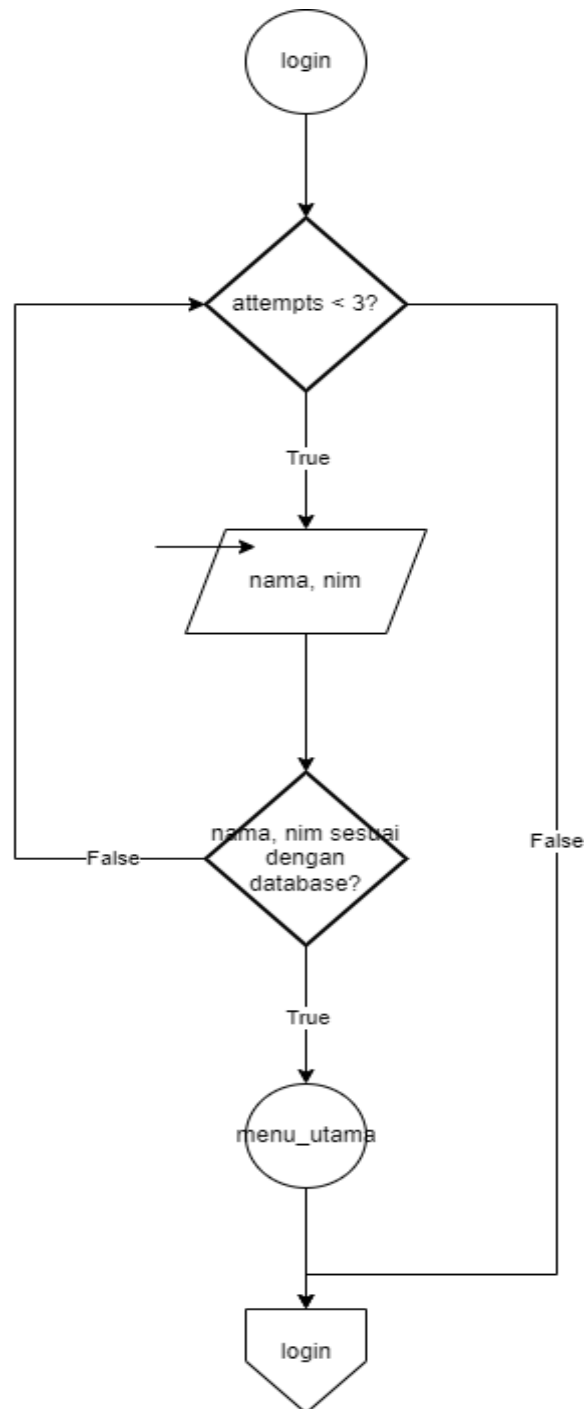 login
attempts < 3?
True
nama, nim
nama, nim sesuai
dengan
database?
False
False
True
menu_utama
login